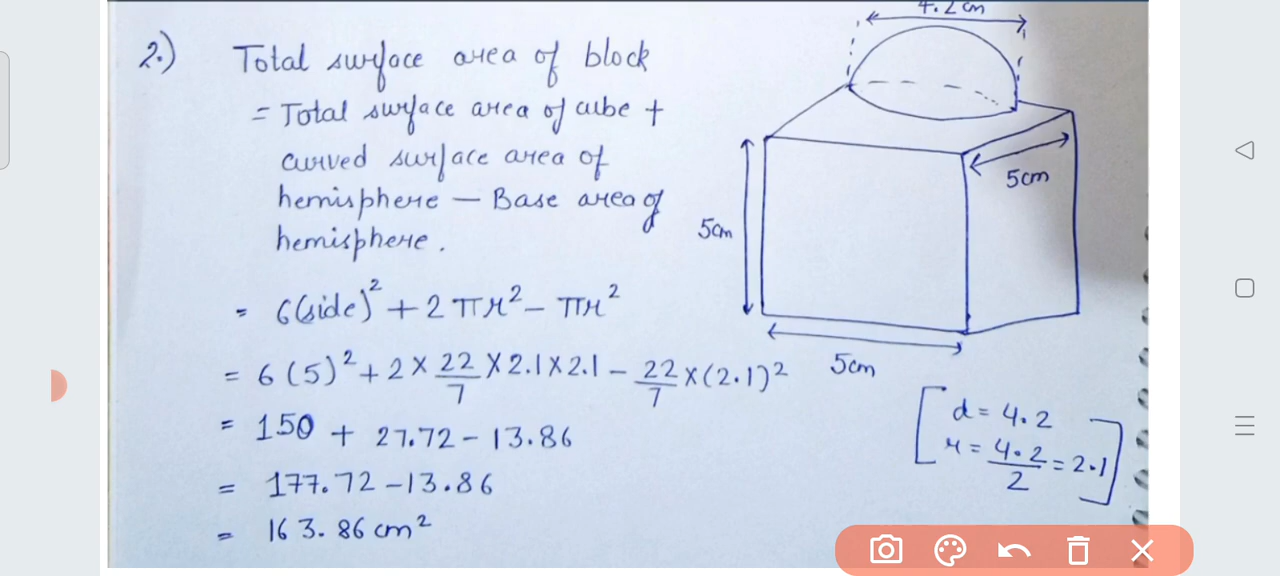 4.2cm
2.) Total surface area of block
= Total surface area of cube +
curved surface area of
hemisphere — Base area of
hemisphere.
5cm
5cm
= 6(side)² + 2πr² - πr²
= 6(5)² + 2 × 22/7 × 2.1 × 2.1 - 22/7 × (2.1)²
5cm
= 150 + 27.72 - 13.86
[d = 4.2
r = 4.2/2 = 2.1]
= 177.72 - 13.86
= 163.86 cm²